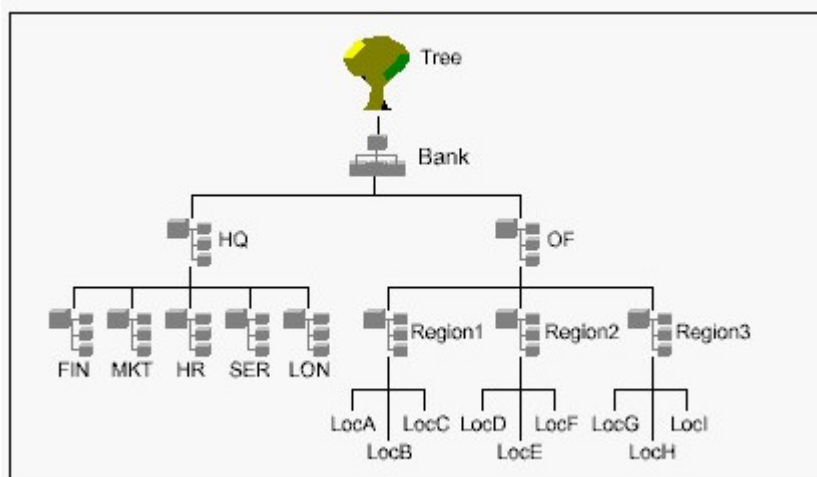 Tree
Bank
HQ
OF
Region1
Region2
Region3
FIN
MKT
HR
SER
LON
LocA
LocC
LocD
LocF
LocG
LocI
LocB
LocE
LocH